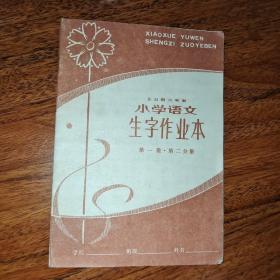 XIAOXUE YUWEN
SHENGZI ZUOYEBEN
小学语文
生字作业本
第一册·第二分册
学校
班级
姓名